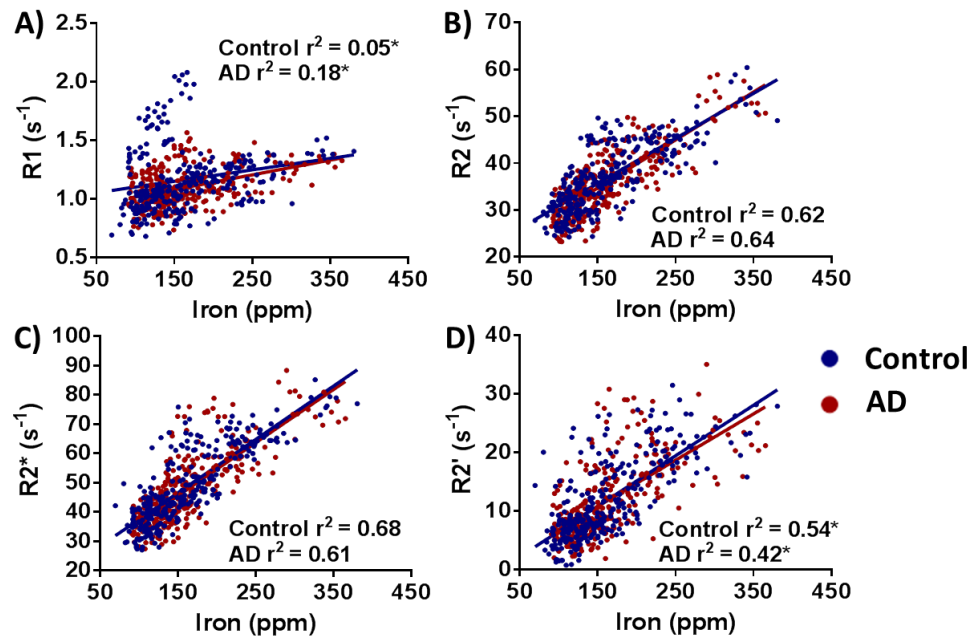 A)
2.5
2.0
1.5
1.0
0.5
R1 (s⁻¹)
Control r² = 0.05*
AD r² = 0.18*
50 150 250 350 450
Iron (ppm)
B)
70
60
50
40
30
20
R2 (s⁻¹)
Control r² = 0.62
AD r² = 0.64
50 150 250 350 450
Iron (ppm)
C)
100
90
80
70
60
50
40
30
20
R2* (s⁻¹)
Control r² = 0.68
AD r² = 0.61
50 150 250 350 450
Iron (ppm)
D)
40
30
20
10
0
R2' (s⁻¹)
Control r² = 0.54*
AD r² = 0.42*
50 150 250 350 450
Iron (ppm)
Control
AD